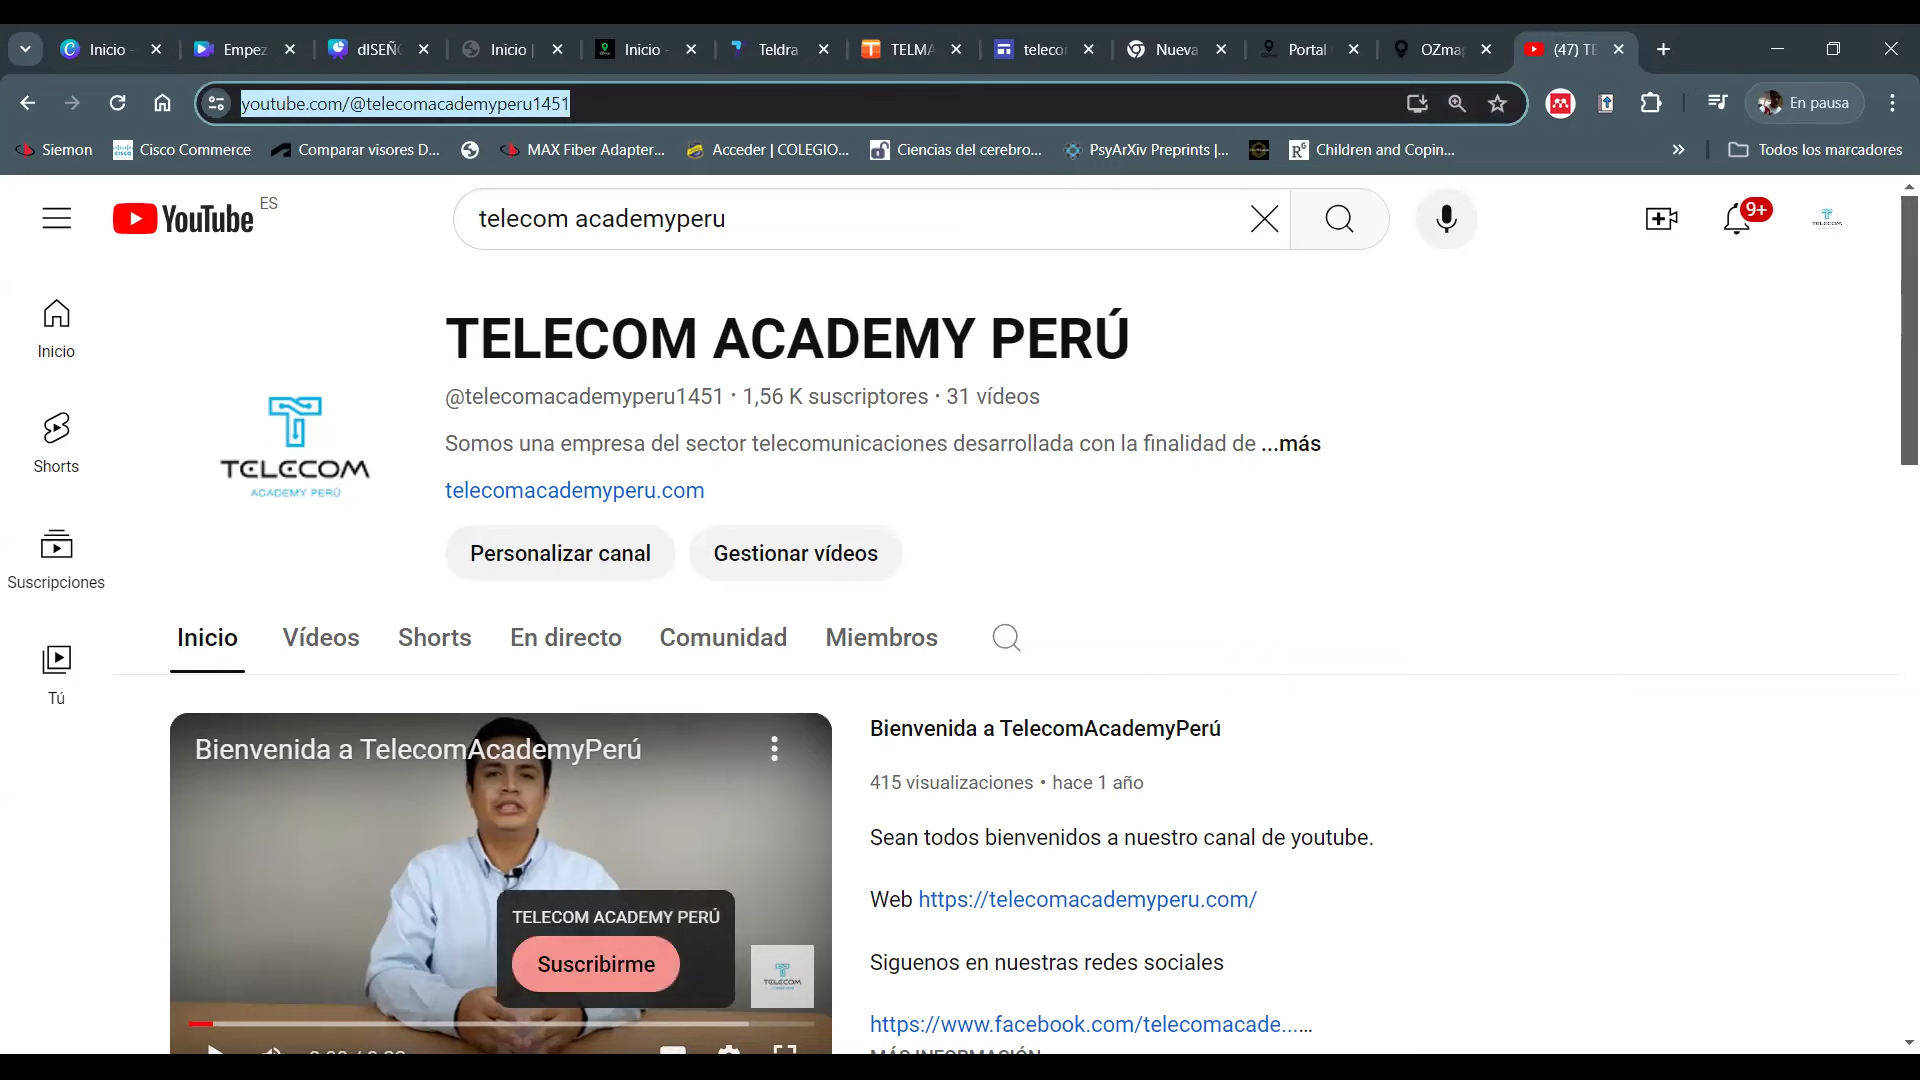 Inicio -
Empez
dISEÑO
Inicio |
Inicio -
Teldra
TELMA
teleco
Nueva
Portal
OZmap
(47) TE
youtube.com/@telecomacademyperu1451
En pausa
Siemon
Cisco Commerce
Comparar visores D...
MAX Fiber Adapter...
Acceder | COLEGIO...
Ciencias del cerebro...
PsyArXiv Preprints |...
Children and Copin...
»
Todos los marcadores
YouTube ES
telecom academyperu
9+
Inicio
Shorts
Suscripciones
Tú
TELECOM
ACADEMY PERÚ
TELECOM ACADEMY PERÚ
@telecomacademyperu1451 · 1,56 K suscriptores · 31 vídeos
Somos una empresa del sector telecomunicaciones desarrollada con la finalidad de ...más
telecomacademyperu.com
Personalizar canal
Gestionar vídeos
Inicio Vídeos Shorts En directo Comunidad Miembros
Bienvenida a TelecomAcademyPerú
TELECOM ACADEMY PERÚ
Suscribirme
TELECOM
Bienvenida a TelecomAcademyPerú
415 visualizaciones • hace 1 año
Sean todos bienvenidos a nuestro canal de youtube.
Web https://telecomacademyperu.com/
Siguenos en nuestras redes sociales
https://www.facebook.com/telecomacade......
MÁS INFORMACIÓN